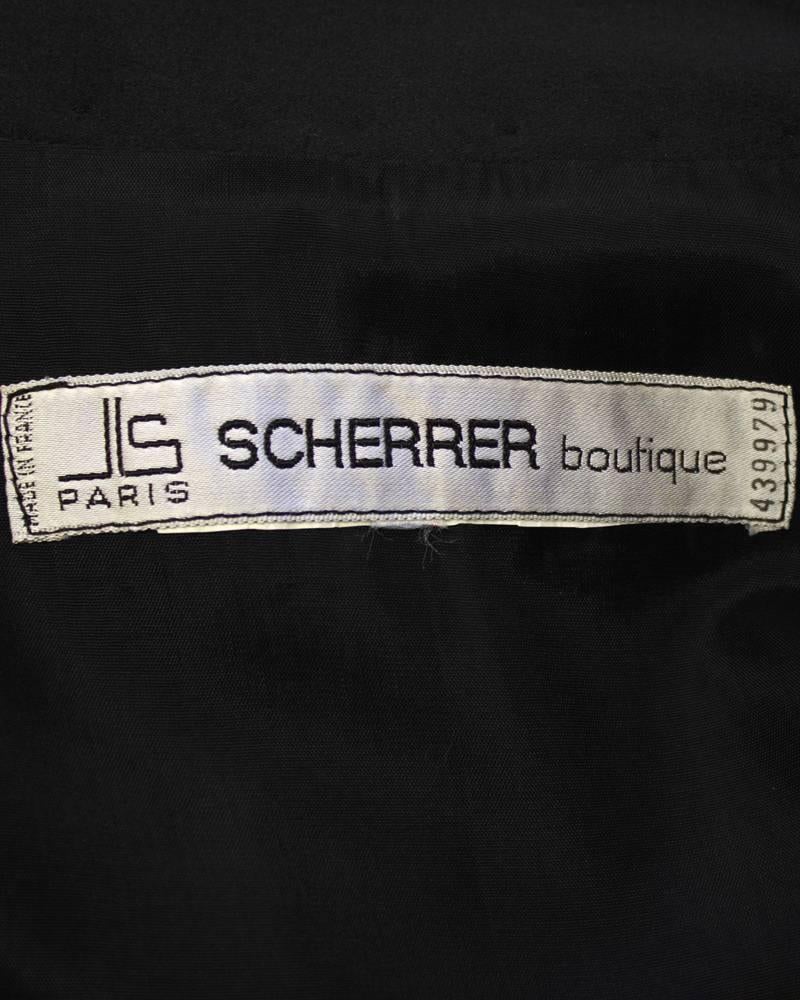 MADE IN FRANCE
JLS
PARIS
SCHERRER boutique
439979